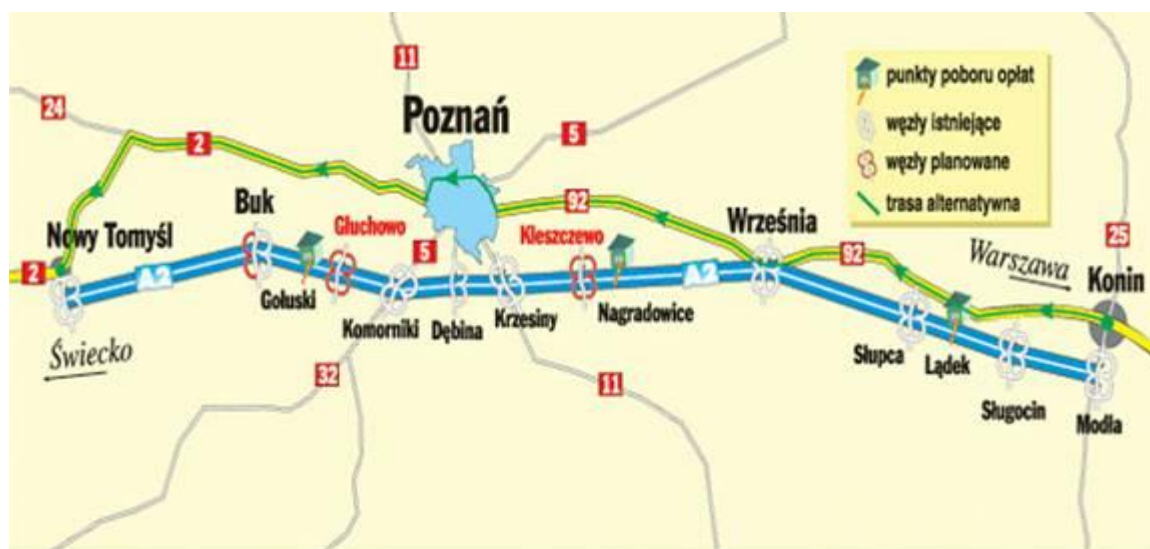 11
24
Poznań
2
5
92
Buk
Głuchowo
Nowy Tomyśl
5
Kleszczewo
Września
92
25
Warszawa
Konin
2
A2
A2
Gołuski
Komorniki
Dębina
Krzesiny
Nagradowice
Świecko
Słupca
Lądek
32
11
Sługocin
Modła
punkty poboru opłat
węzły istniejące
węzły planowane
trasa alternatywna